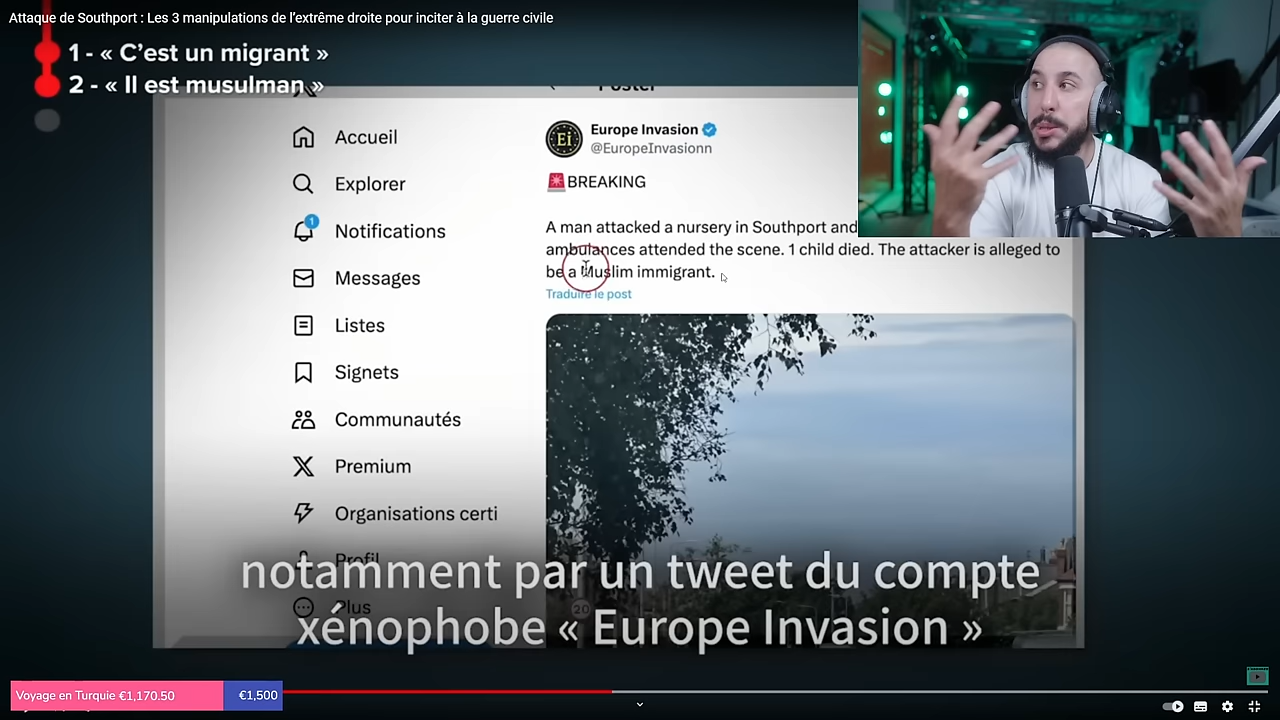 Attaque de Southport : Les 3 manipulations de l'extrême droite pour inciter à la guerre civile
1 - « C'est un migrant »
2 - « Il est musulman »
Poster
Accueil
Explorer
1
Notifications
Messages
Listes
Signets
Communautés
Premium
Organisations certi
Profil
Plus
Ei
Europe Invasion
@EuropeInvasionn
🚨BREAKING
A man attacked a nursery in Southport and
ambulances attended the scene. 1 child died. The attacker is alleged to
be a Muslim immigrant.
Traduire le post
20
notamment par un tweet du compte
xénophobe « Europe Invasion »
Voyage en Turquie €1,170.50
€1,500